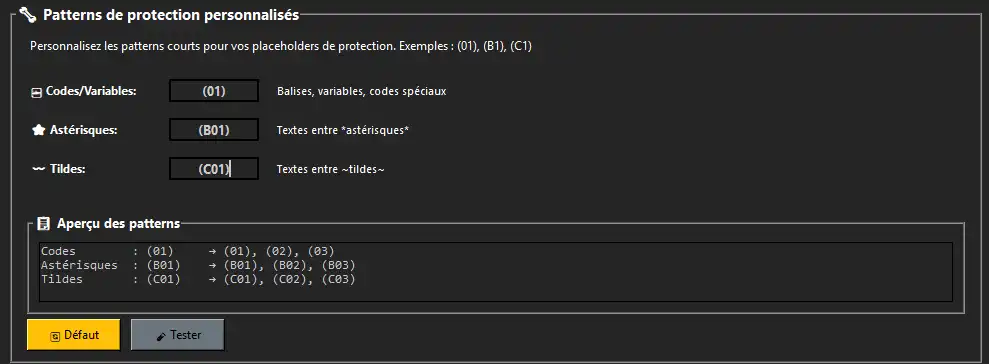 Patterns de protection personnalisés
Personnalisez les patterns courts pour vos placeholders de protection. Exemples : (01), (B1), (C1)
Codes/Variables: (01) Balises, variables, codes spéciaux
Astérisques: (B01) Textes entre *astérisques*
Tildes: (C01) Textes entre ~tildes~
Aperçu des patterns
Codes : (01) → (01), (02), (03)
Astérisques : (B01) → (B01), (B02), (B03)
Tildes : (C01) → (C01), (C02), (C03)
Défaut Tester